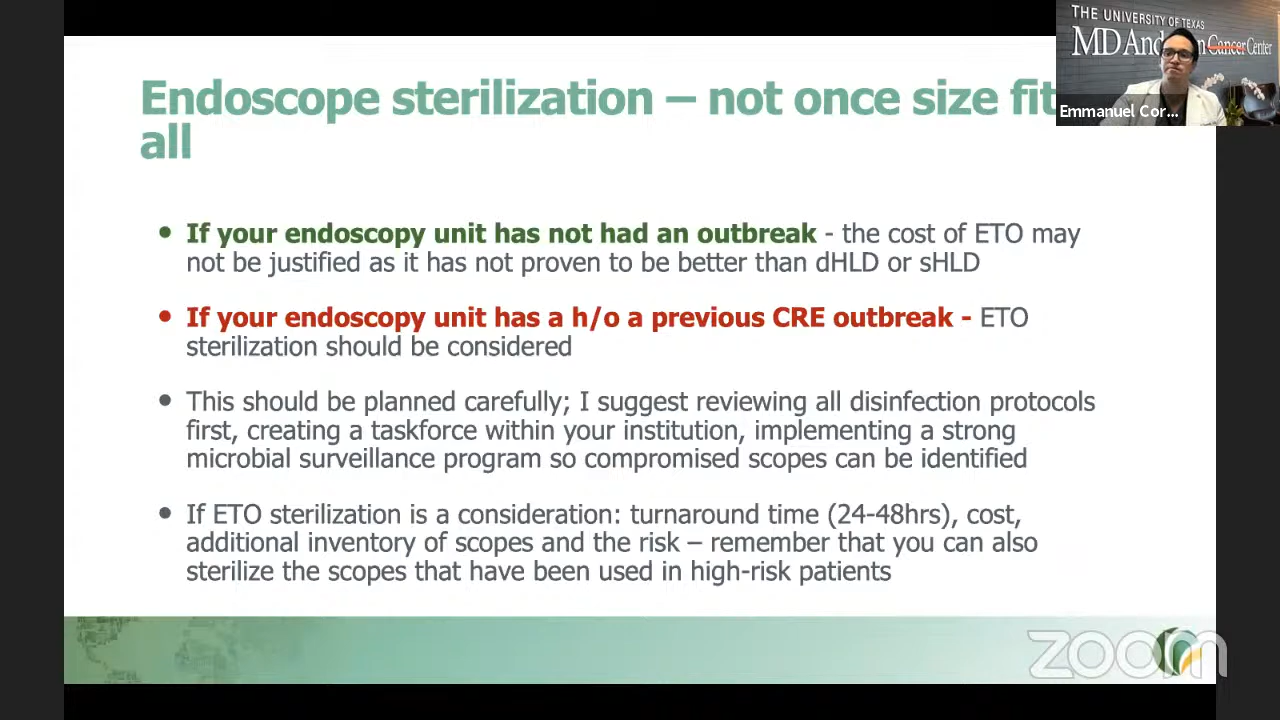 THE UNIVERSITY OF TEXAS
MD Anderson Cancer Center
Emmanuel Cor...
Endoscope sterilization – not once size fit
all
• If your endoscopy unit has not had an outbreak - the cost of ETO may
not be justified as it has not proven to be better than dHLD or sHLD
• If your endoscopy unit has a h/o a previous CRE outbreak - ETO
sterilization should be considered
• This should be planned carefully; I suggest reviewing all disinfection protocols
first, creating a taskforce within your institution, implementing a strong
microbial surveillance program so compromised scopes can be identified
• If ETO sterilization is a consideration: turnaround time (24-48hrs), cost,
additional inventory of scopes and the risk – remember that you can also
sterilize the scopes that have been used in high-risk patients
zoom